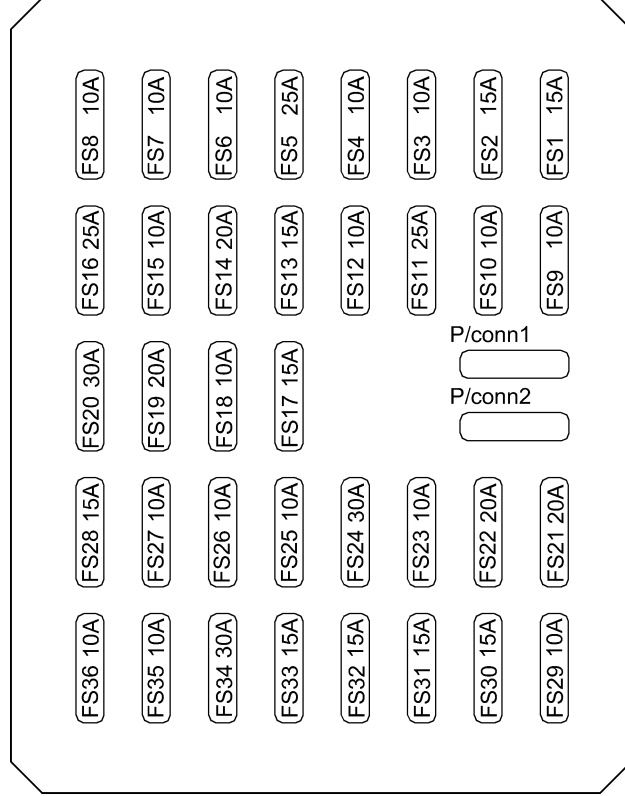 FS8 10A
FS7 10A
FS6 10A
FS5 25A
FS4 10A
FS3 10A
FS2 15A
FS1 15A
FS16 25A
FS15 10A
FS14 20A
FS13 15A
FS12 10A
FS11 25A
FS10 10A
FS9 10A
P/conn1
P/conn2
FS20 30A
FS19 20A
FS18 10A
FS17 15A
FS28 15A
FS27 10A
FS26 10A
FS25 10A
FS24 30A
FS23 10A
FS22 20A
FS21 20A
FS36 10A
FS35 10A
FS34 30A
FS33 15A
FS32 15A
FS31 15A
FS30 15A
FS29 10A